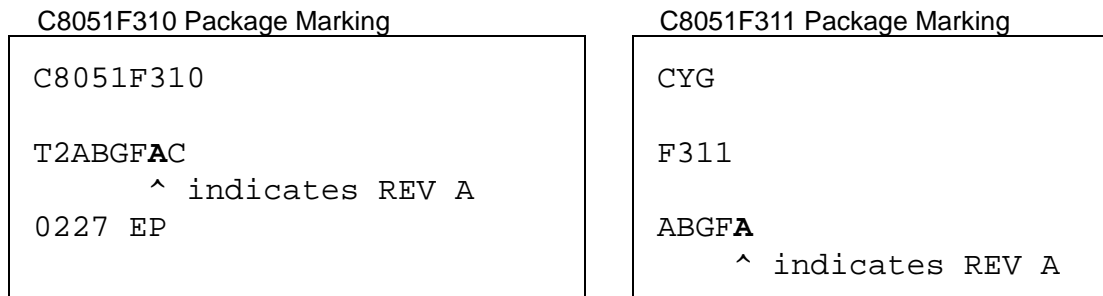 C8051F310 Package Marking
C8051F310
T2ABGFAC
^ indicates REV A
0227 EP
C8051F311 Package Marking
CYG
F311
ABGFA
^ indicates REV A